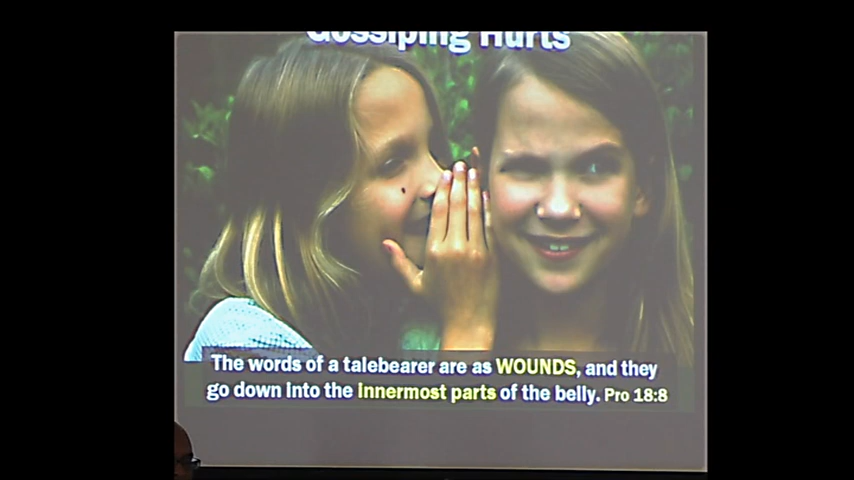 Gossiping Hurts
The words of a talebearer are as WOUNDS, and they
go down into the innermost parts of the belly. Pro 18:8